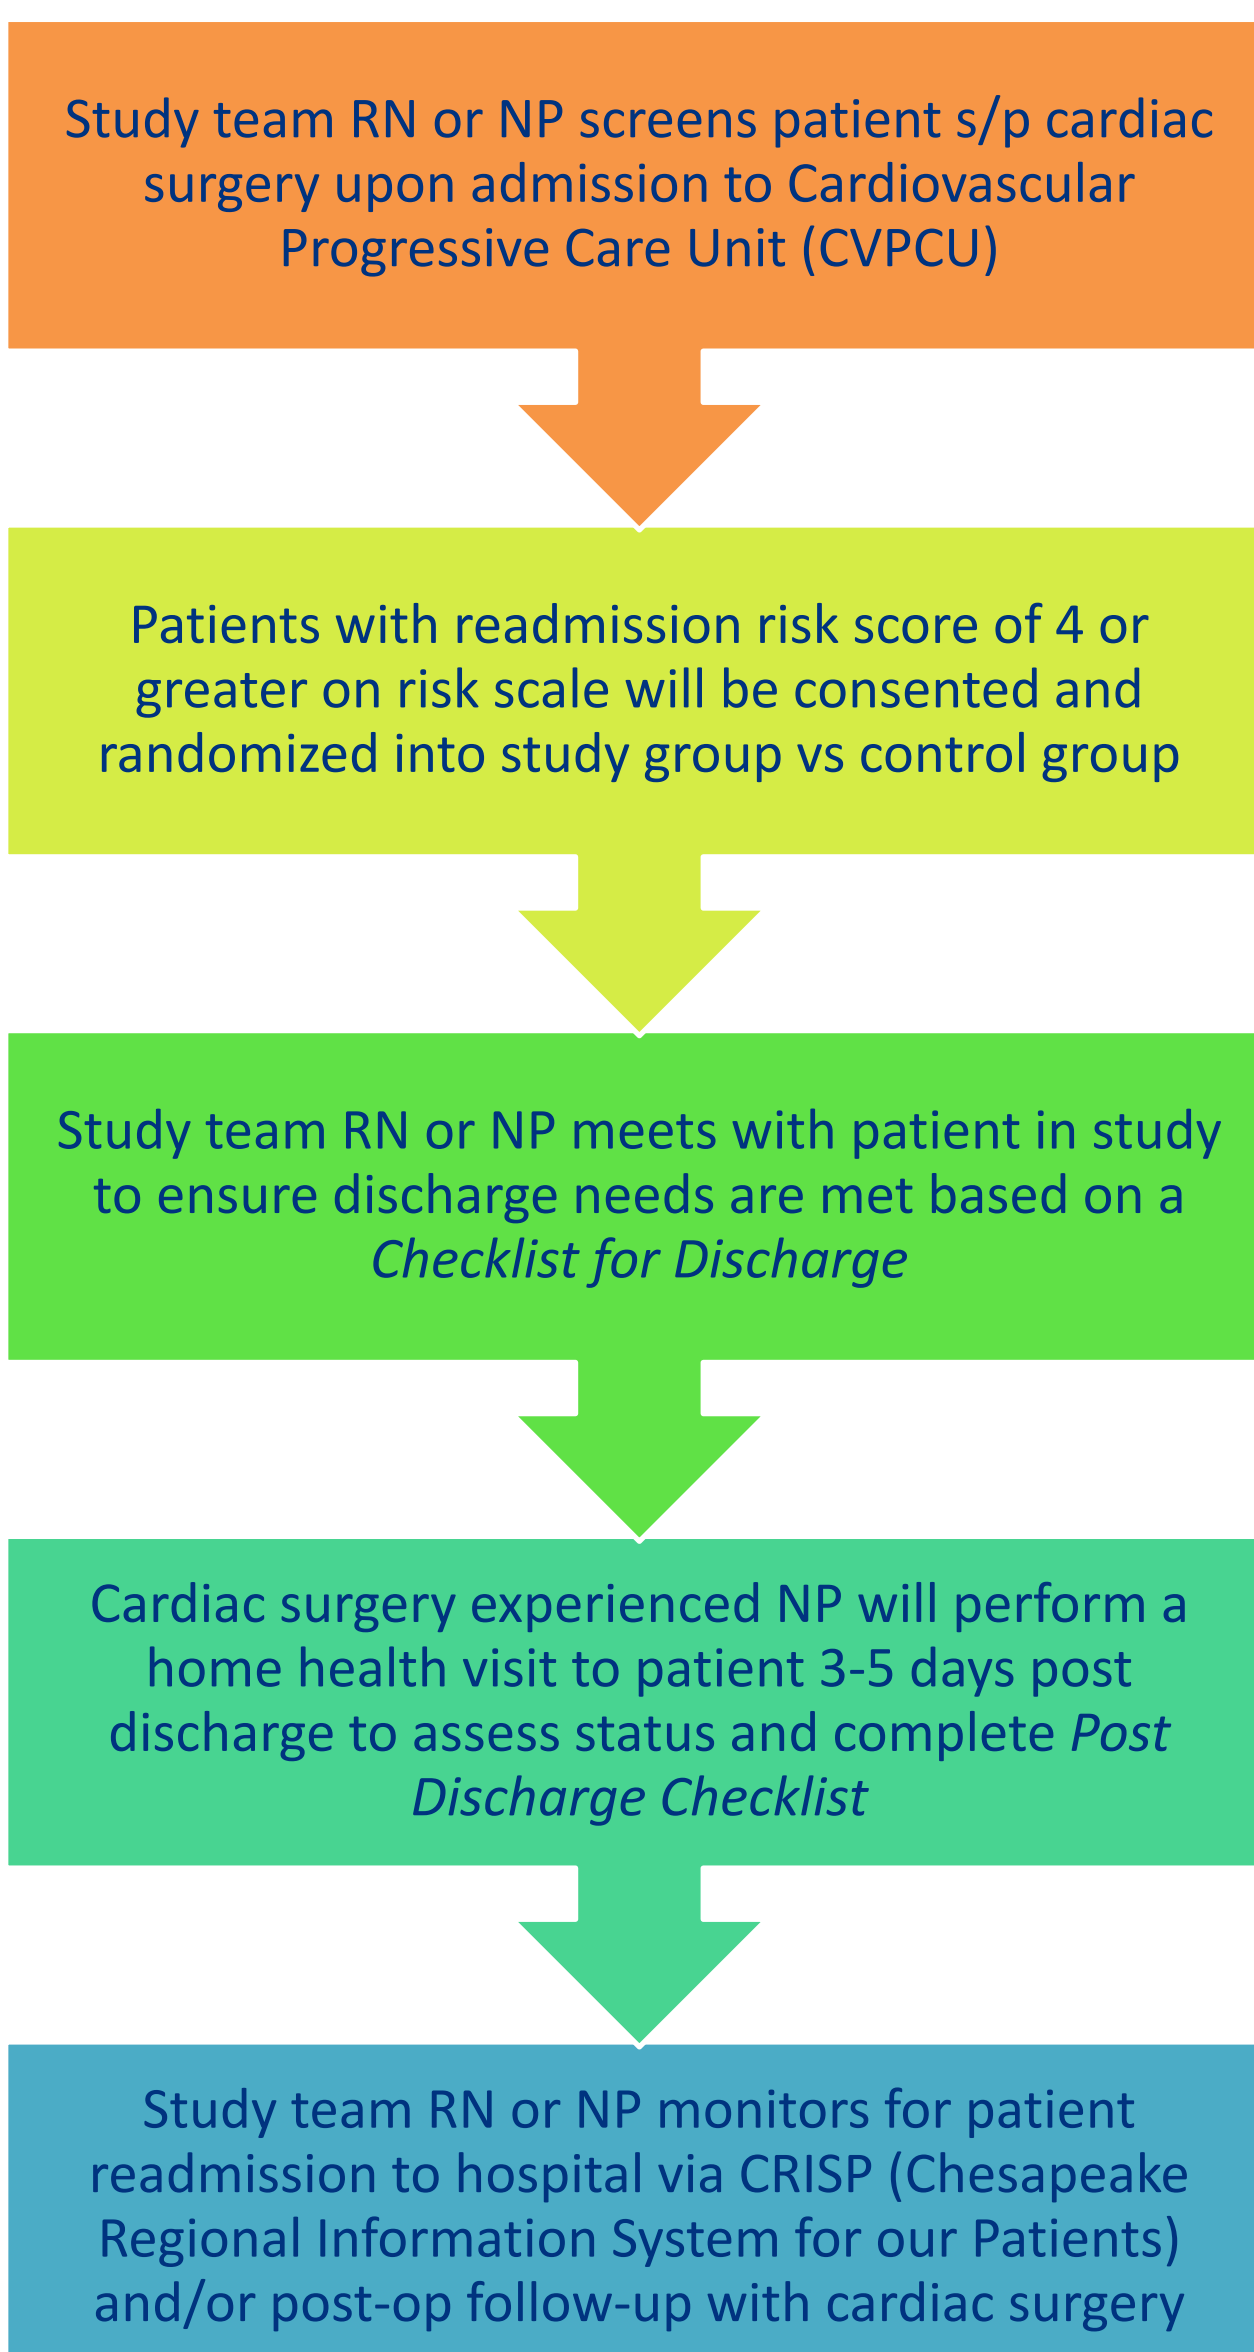 Study team RN or NP screens patient s/p cardiac
surgery upon admission to Cardiovascular
Progressive Care Unit (CVPCU)
Patients with readmission risk score of 4 or
greater on risk scale will be consented and
randomized into study group vs control group
Study team RN or NP meets with patient in study
to ensure discharge needs are met based on a
Checklist for Discharge
Cardiac surgery experienced NP will perform a
home health visit to patient 3-5 days post
discharge to assess status and complete Post
Discharge Checklist
Study team RN or NP monitors for patient
readmission to hospital via CRISP (Chesapeake
Regional Information System for our Patients)
and/or post-op follow-up with cardiac surgery